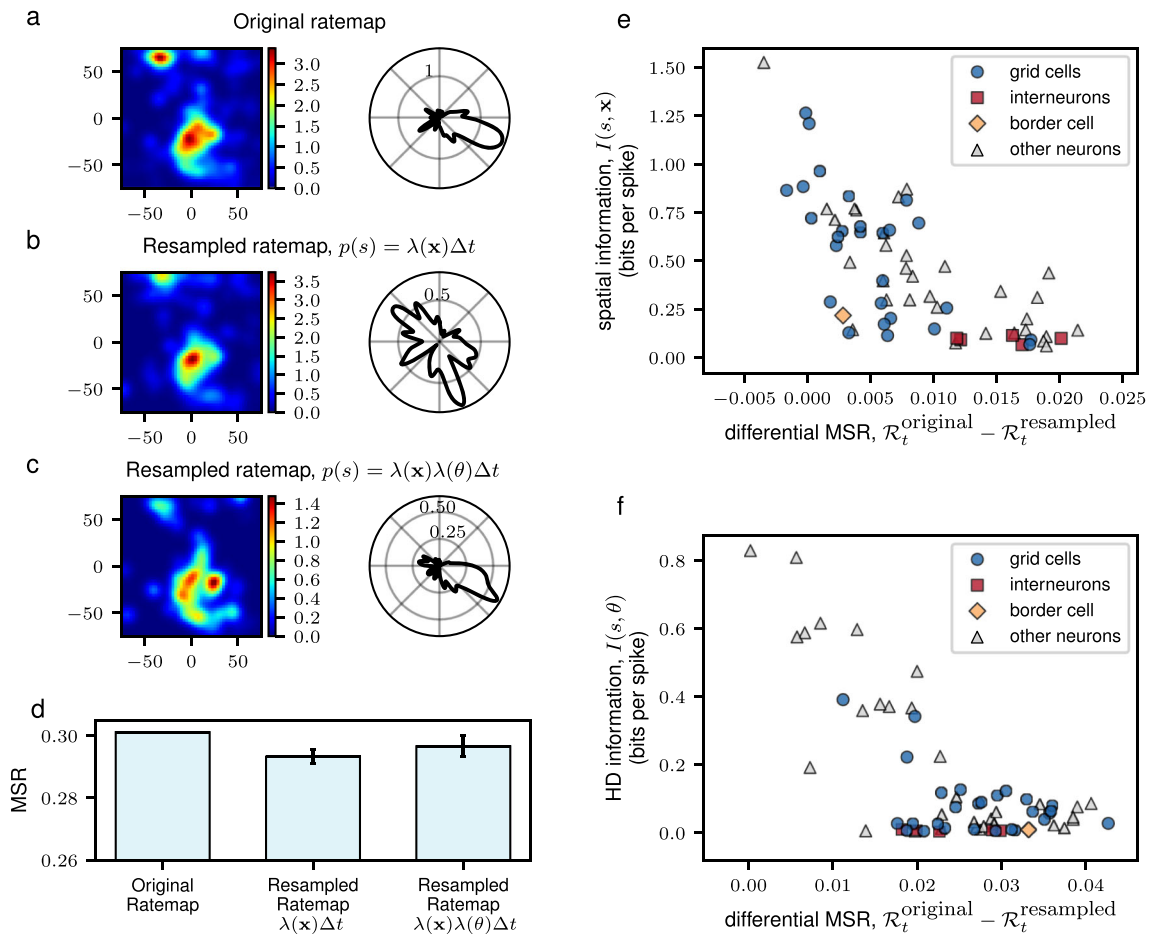 a
Original ratemap
50
0
−50
−50 0 50
3.0
2.5
2.0
1.5
1.0
0.5
0.0
1
b
Resampled ratemap, p(s) = λ(x)Δt
50
0
−50
−50 0 50
3.5
3.0
2.5
2.0
1.5
1.0
0.5
0.0
0.5
c
Resampled ratemap, p(s) = λ(x)λ(θ)Δt
50
0
−50
−50 0 50
1.4
1.2
1.0
0.8
0.6
0.4
0.2
0.0
0.50
0.25
d
MSR
0.30
0.28
0.26
Original
Ratemap
Resampled
Ratemap
λ(x)Δt
Resampled
Ratemap
λ(x)λ(θ)Δt
e
spatial information, I(s, x)
(bits per spike)
1.50
1.25
1.00
0.75
0.50
0.25
0.00
grid cells
interneurons
border cell
other neurons
−0.005 0.000 0.005 0.010 0.015 0.020 0.025
differential MSR, ℛ_t^original − ℛ_t^resampled
f
HD information, I(s, θ)
(bits per spike)
0.8
0.6
0.4
0.2
0.0
grid cells
interneurons
border cell
other neurons
0.00 0.01 0.02 0.03 0.04
differential MSR, ℛ_t^original − ℛ_t^resampled